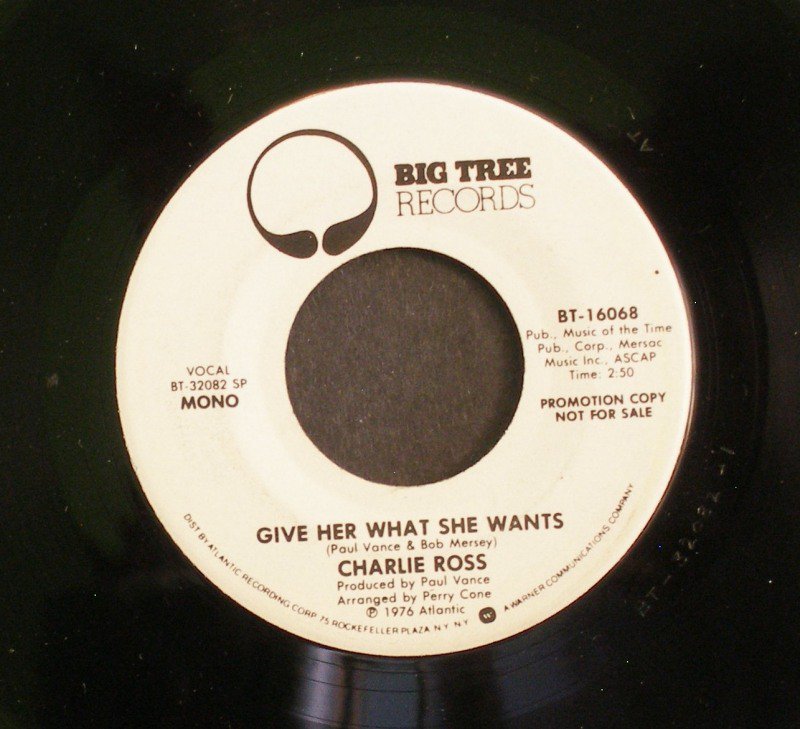 BIG TREE
RECORDS
BT-16068
Pub., Music of the Time
Pub., Corp., Mersac
Music Inc., ASCAP
Time: 2:50
PROMOTION COPY
NOT FOR SALE
VOCAL
BT-32082 SP
MONO
GIVE HER WHAT SHE WANTS
(Paul Vance & Bob Mersey)
CHARLIE ROSS
Produced by Paul Vance
Arranged by Perry Cone
℗ 1976 Atlantic
DIST BY ATLANTIC RECORDING CORP 75 ROCKEFELLER PLAZA N.Y. N.Y. A WARNER COMMUNICATIONS COMPANY
BT-32082-1